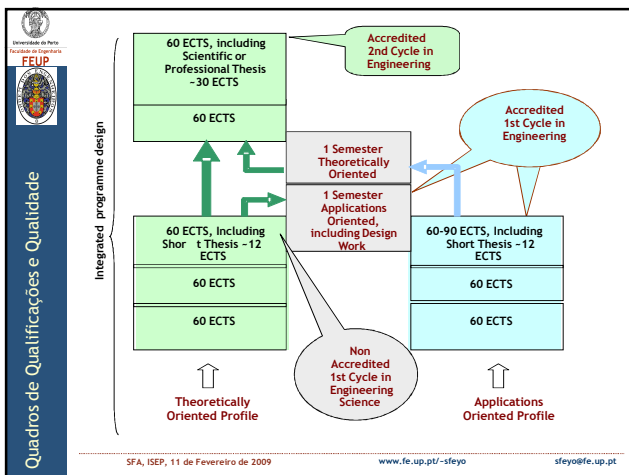 Universidade do Porto
Faculdade de Engenharia
FEUP
Quadros de Qualificações e Qualidade
Integrated programme design
60 ECTS, including
Scientific or
Professional Thesis
~30 ECTS
60 ECTS
Accredited
2nd Cycle in
Engineering
1 Semester
Theoretically
Oriented
1 Semester
Applications
Oriented,
including Design
Work
Accredited
1st Cycle in
Engineering
60 ECTS, Including
Shor t Thesis ~12
ECTS
60 ECTS
60 ECTS
60-90 ECTS, Including
Short Thesis ~12
ECTS
60 ECTS
60 ECTS
Non
Accredited
1st Cycle in
Engineering
Science
Theoretically
Oriented Profile
Applications
Oriented Profile
SFA, ISEP, 11 de Fevereiro de 2009
www.fe.up.pt/~sfeyo
sfeyo@fe.up.pt